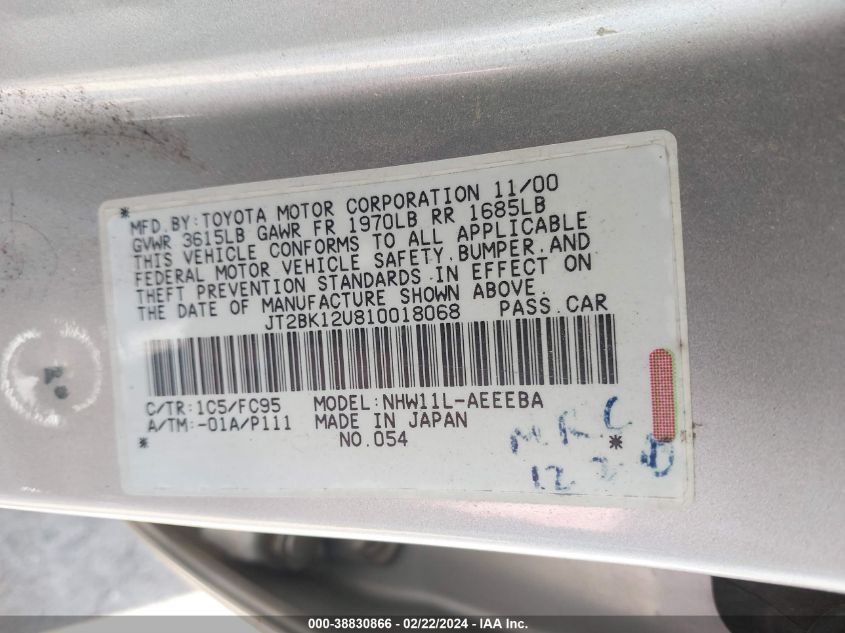 *
MFD.BY:TOYOTA MOTOR CORPORATION 11/00
GVWR 3615LB GAWR FR 1970LB RR 1685LB
THIS VEHICLE CONFORMS TO ALL APPLICABLE
FEDERAL MOTOR VEHICLE SAFETY,BUMPER,AND
THEFT PREVENTION STANDARDS IN EFFECT ON
THE DATE OF MANUFACTURE SHOWN ABOVE.
JT2BK12U810018068 PASS.CAR
C/TR:1C5/FC95 MODEL:NHW11L-AEEEBA
A/TM:-01A/P111 MADE IN JAPAN
* NO.054 *
000-38830866 - 02/22/2024 - IAA Inc.